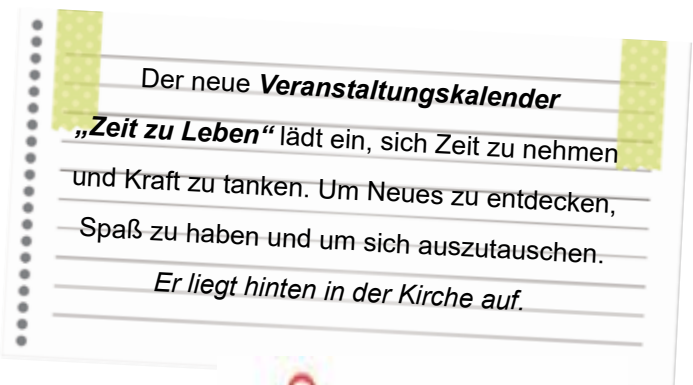 Der neue Veranstaltungskalender
„Zeit zu Leben“ lädt ein, sich Zeit zu nehmen
und Kraft zu tanken. Um Neues zu entdecken,
Spaß zu haben und um sich auszutauschen.
Er liegt hinten in der Kirche auf.